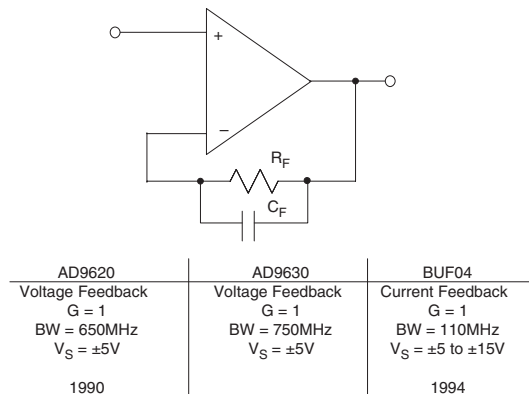 +
−
R_F
C_F
AD9620 AD9630 BUF04
Voltage Feedback Voltage Feedback Current Feedback
G = 1 G = 1 G = 1
BW = 650MHz BW = 750MHz BW = 110MHz
V_S = ±5V V_S = ±5V V_S = ±5 to ±15V
1990 1994